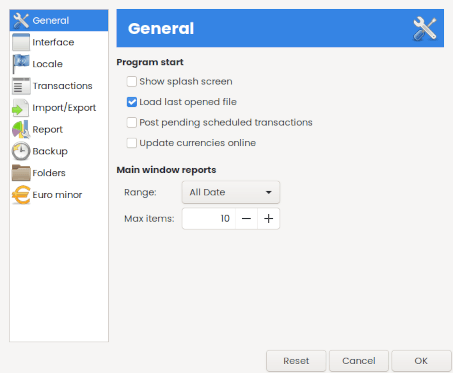 General
Interface
Locale
Transactions
Import/Export
Report
Backup
Folders
Euro minor
General
Program start
Show splash screen
Load last opened file
Post pending scheduled transactions
Update currencies online
Main window reports
Range: All Date
Max items: 10 − +
Reset Cancel OK